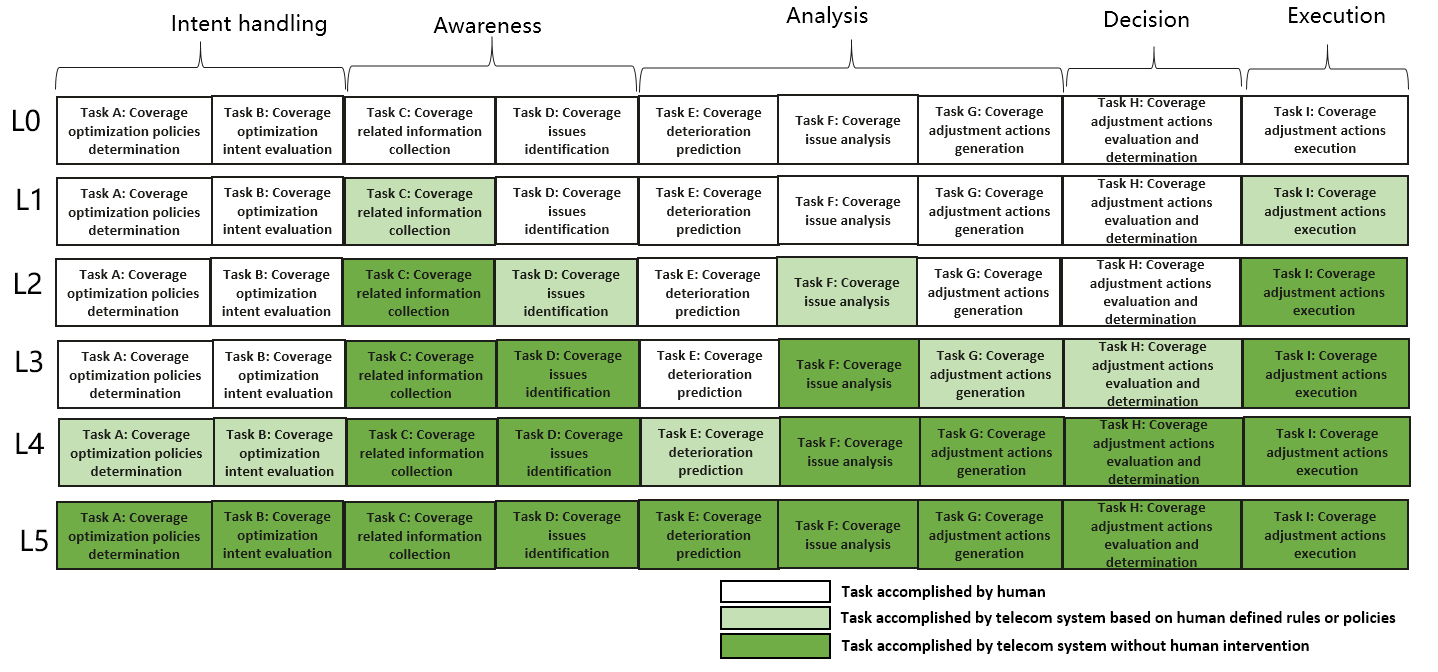 Intent handling
Awareness
Analysis
Decision
Execution
L0
Task A: Coverage
optimization policies
determination
Task B: Coverage
optimization
intent evaluation
Task C: Coverage
related information
collection
Task D: Coverage
issues
identification
Task E: Coverage
deterioration
prediction
Task F: Coverage
issue analysis
Task G: Coverage
adjustment actions
generation
Task H: Coverage
adjustment actions
evaluation and
determination
Task I: Coverage
adjustment actions
execution
L1
Task A: Coverage
optimization policies
determination
Task B: Coverage
optimization
intent evaluation
Task C: Coverage
related information
collection
Task D: Coverage
issues
identification
Task E: Coverage
deterioration
prediction
Task F: Coverage
issue analysis
Task G: Coverage
adjustment actions
generation
Task H: Coverage
adjustment actions
evaluation and
determination
Task I: Coverage
adjustment actions
execution
L2
Task A: Coverage
optimization policies
determination
Task B: Coverage
optimization
intent evaluation
Task C: Coverage
related information
collection
Task D: Coverage
issues
identification
Task E: Coverage
deterioration
prediction
Task F: Coverage
issue analysis
Task G: Coverage
adjustment actions
generation
Task H: Coverage
adjustment actions
evaluation and
determination
Task I: Coverage
adjustment actions
execution
L3
Task A: Coverage
optimization policies
determination
Task B: Coverage
optimization
intent evaluation
Task C: Coverage
related information
collection
Task D: Coverage
issues
identification
Task E: Coverage
deterioration
prediction
Task F: Coverage
issue analysis
Task G: Coverage
adjustment actions
generation
Task H: Coverage
adjustment actions
evaluation and
determination
Task I: Coverage
adjustment actions
execution
L4
Task A: Coverage
optimization policies
determination
Task B: Coverage
optimization
intent evaluation
Task C: Coverage
related information
collection
Task D: Coverage
issues
identification
Task E: Coverage
deterioration
prediction
Task F: Coverage
issue analysis
Task G: Coverage
adjustment actions
generation
Task H: Coverage
adjustment actions
evaluation and
determination
Task I: Coverage
adjustment actions
execution
L5
Task A: Coverage
optimization policies
determination
Task B: Coverage
optimization
intent evaluation
Task C: Coverage
related information
collection
Task D: Coverage
issues
identification
Task E: Coverage
deterioration
prediction
Task F: Coverage
issue analysis
Task G: Coverage
adjustment actions
generation
Task H: Coverage
adjustment actions
evaluation and
determination
Task I: Coverage
adjustment actions
execution
Task accomplished by human
Task accomplished by telecom system based on human defined rules or policies
Task accomplished by telecom system without human intervention